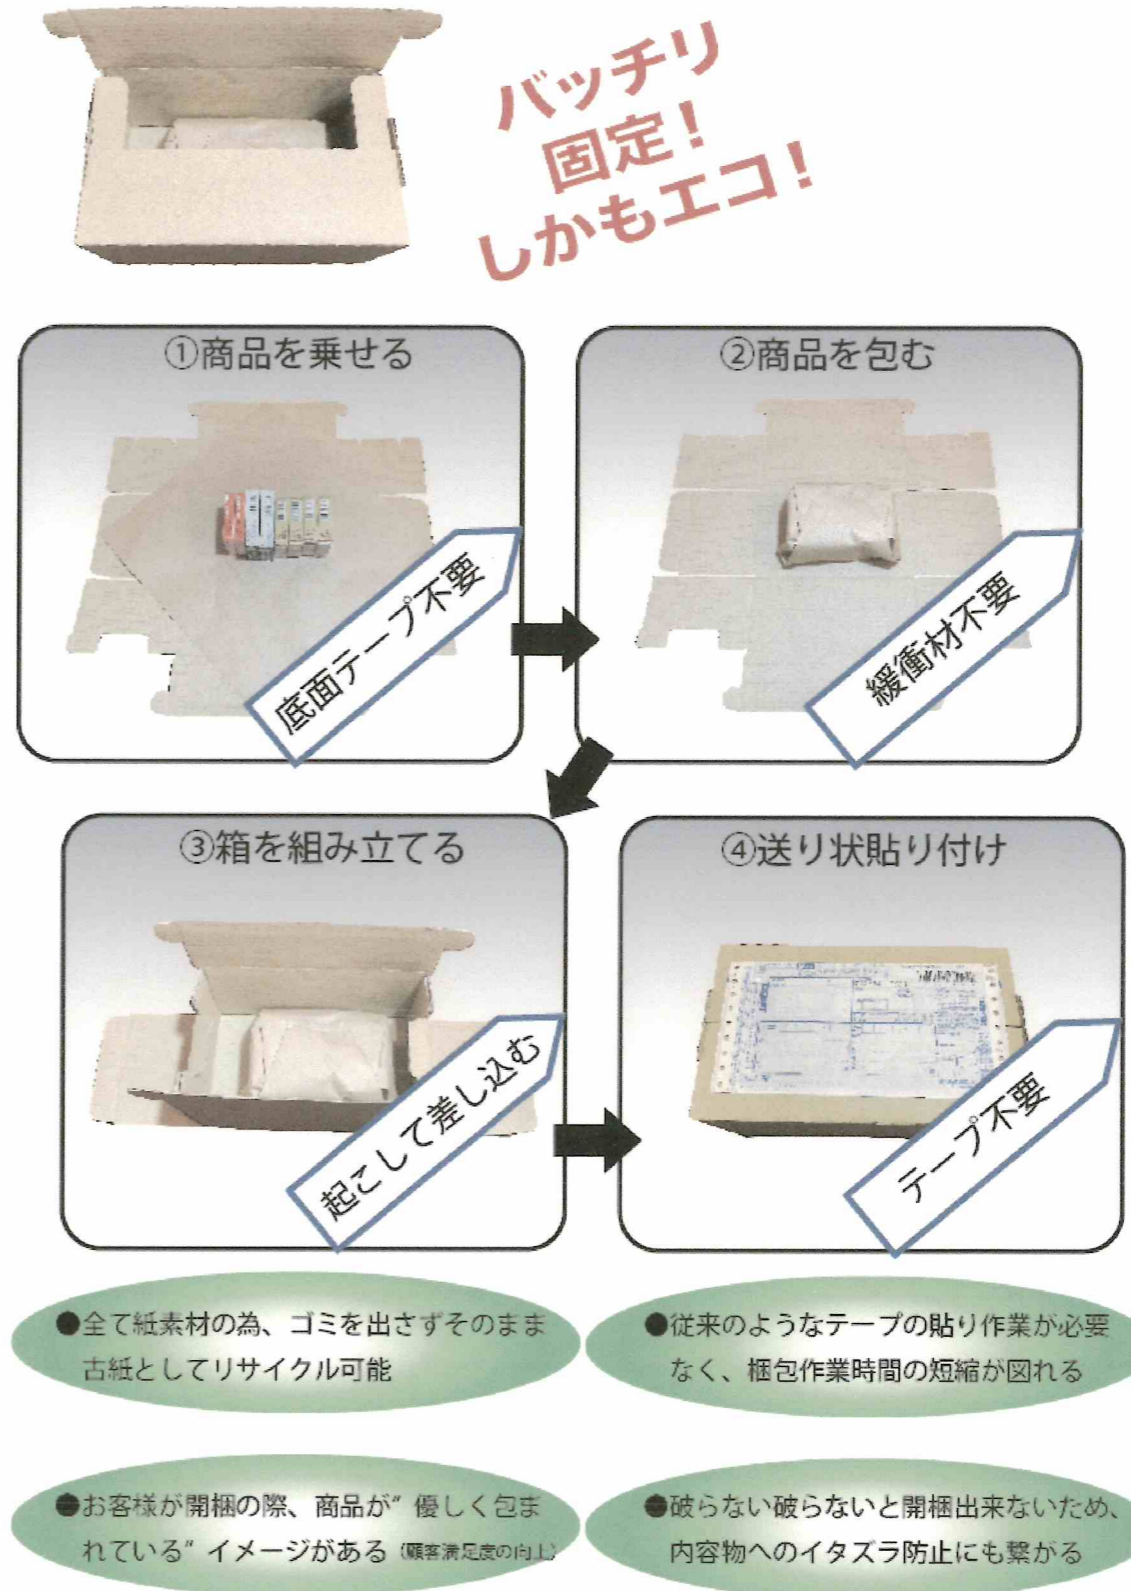 バッチリ
固定！
しかもエコ！
①商品を乗せる
底面テープ不要
②商品を包む
緩衝材不要
③箱を組み立てる
起こして差し込む
④送り状貼り付け
テープ不要
●全て紙素材の為、ゴミを出さずそのまま
古紙としてリサイクル可能
●従来のようなテープの貼り作業が必要
なく、梱包作業時間の短縮が図れる
●お客様が開梱の際、商品が“優しく包ま
れている”イメージがある（顧客満足度の向上）
●破らない破らないと開梱出来ないため、
内容物へのイタズラ防止にも繋がる